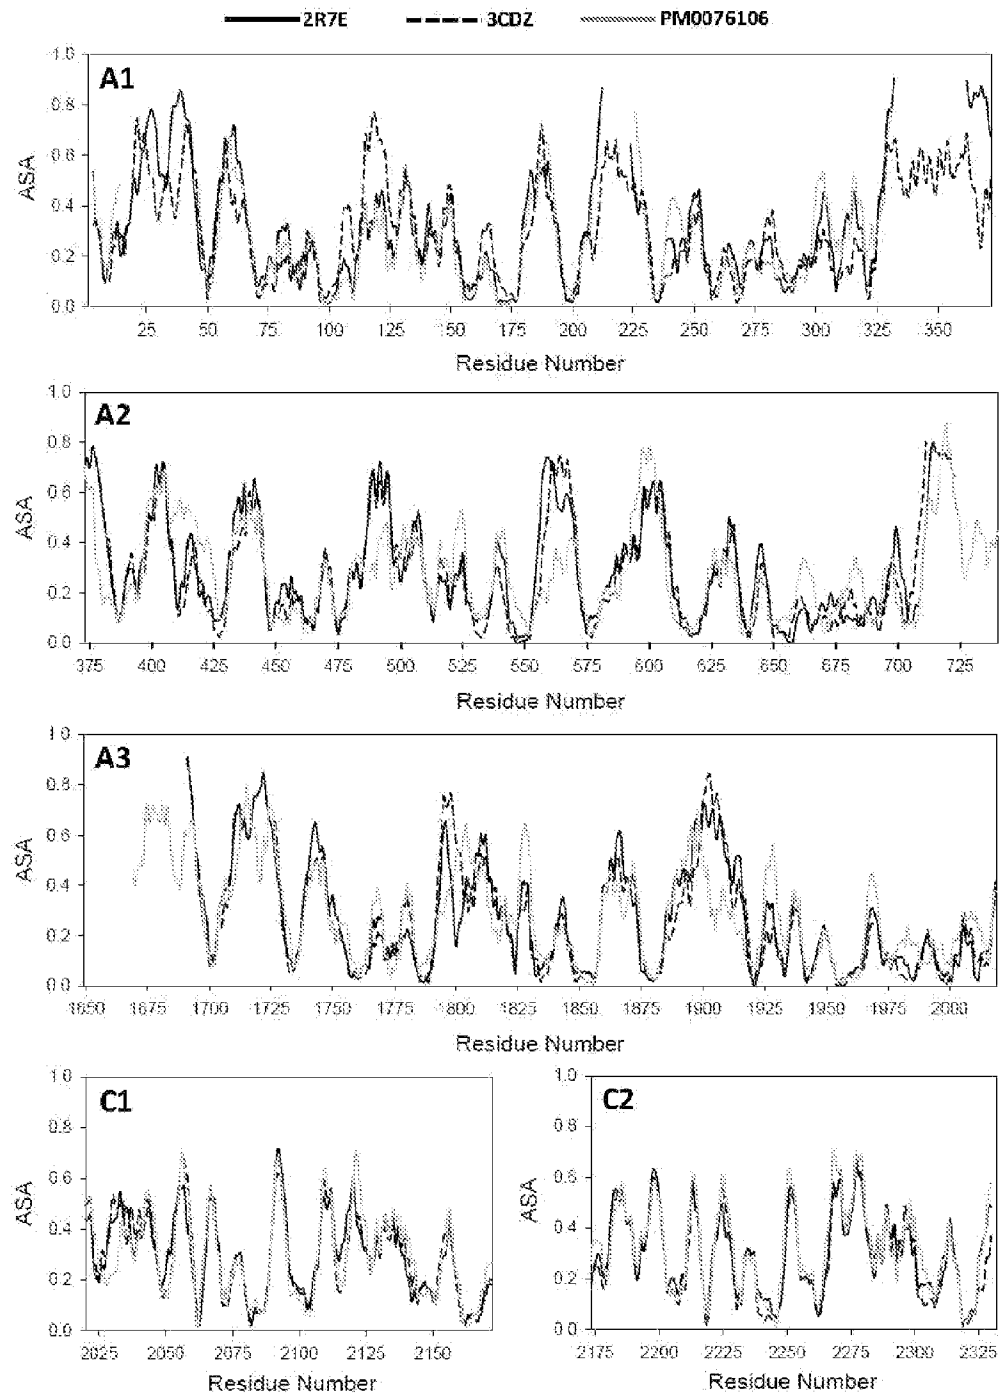 2R7E 3CDZ PM0076106
A1
ASA
1.0
0.8
0.6
0.4
0.2
0.0
25 50 75 100 125 150 175 200 225 250 275 300 325 350
Residue Number
A2
ASA
1.0
0.8
0.6
0.4
0.2
0.0
375 400 425 450 475 500 525 550 575 600 625 650 675 700 725
Residue Number
A3
ASA
1.0
0.8
0.6
0.4
0.2
0.0
1650 1675 1700 1725 1750 1775 1800 1825 1850 1875 1900 1925 1950 1975 2000
Residue Number
C1
ASA
1.0
0.8
0.6
0.4
0.2
0.0
2025 2050 2075 2100 2125 2150
Residue Number
C2
ASA
1.0
0.8
0.6
0.4
0.2
0.0
2175 2200 2225 2250 2275 2300 2325
Residue Number